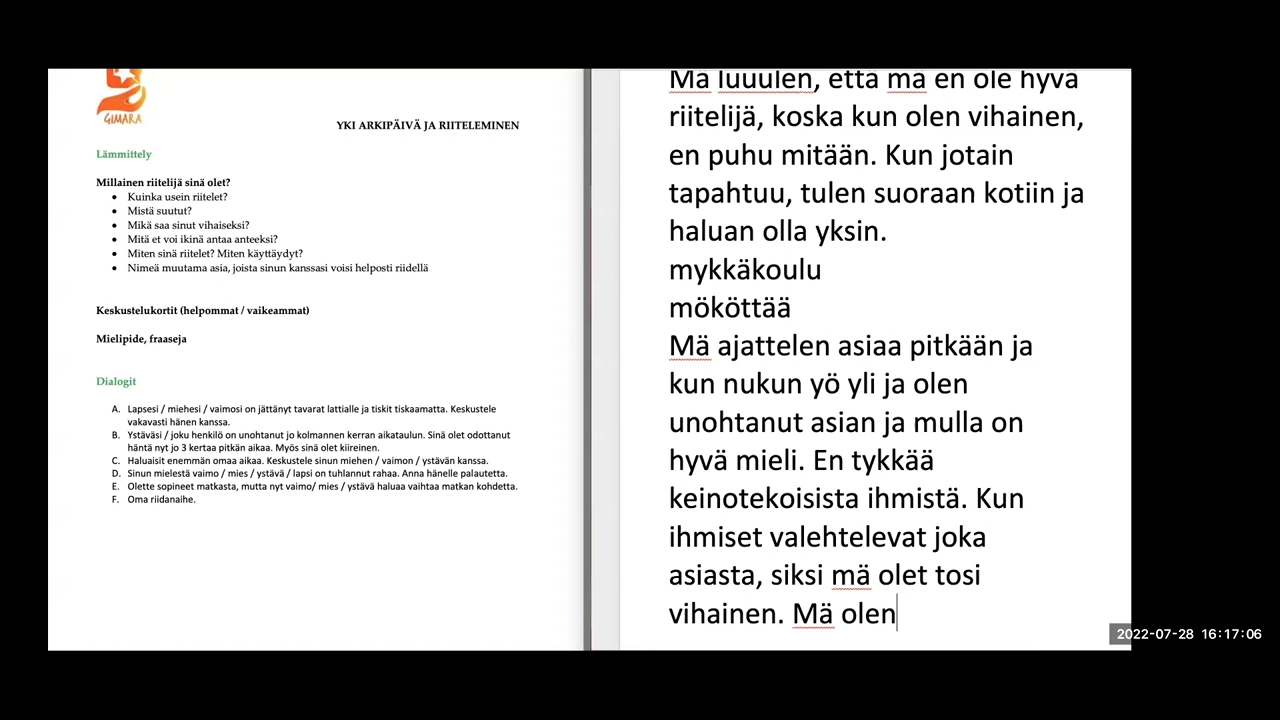 GIMARA
YKI ARKIPÄIVÄ JA RIITELEMINEN
Lämmittely
Millainen riitelijä sinä olet?
• Kuinka usein riitelet?
• Mistä suutut?
• Mikä saa sinut vihaiseksi?
• Mitä et voi ikinä antaa anteeksi?
• Miten sinä riitelet? Miten käyttäydyt?
• Nimeä muutama asia, joista sinun kanssasi voisi helposti riidellä
Keskustelukortit (helpommat / vaikeammat)
Mielipide, fraaseja
Dialogit
A. Lapsesi / miehesi / vaimosi on jättänyt tavarat lattialle ja tiskit tiskaamatta. Keskustele
vakavasti hänen kanssa.
B. Ystäväsi / joku henkilö on unohtanut jo kolmannen kerran aikataulun. Sinä olet odottanut
häntä nyt jo 3 kertaa pitkän aikaa. Myös sinä olet kiireinen.
C. Haluaisit enemmän omaa aikaa. Keskustele sinun miehen / vaimon / ystävän kanssa.
D. Sinun mielestä vaimo / mies / ystävä / lapsi on tuhlannut rahaa. Anna hänelle palautetta.
E. Olette sopineet matkasta, mutta nyt vaimo/ mies / ystävä haluaa vaihtaa matkan kohdetta.
F. Oma riidanaihe.
Mä luuulen, että mä en ole hyvä
riitelijä, koska kun olen vihainen,
en puhu mitään. Kun jotain
tapahtuu, tulen suoraan kotiin ja
haluan olla yksin.
mykkäkoulu
mököttää
Mä ajattelen asiaa pitkään ja
kun nukun yö yli ja olen
unohtanut asian ja mulla on
hyvä mieli. En tykkää
keinotekoisista ihmistä. Kun
ihmiset valehtelevat joka
asiasta, siksi mä olet tosi
vihainen. Mä olen
2022-07-28 16:17:06